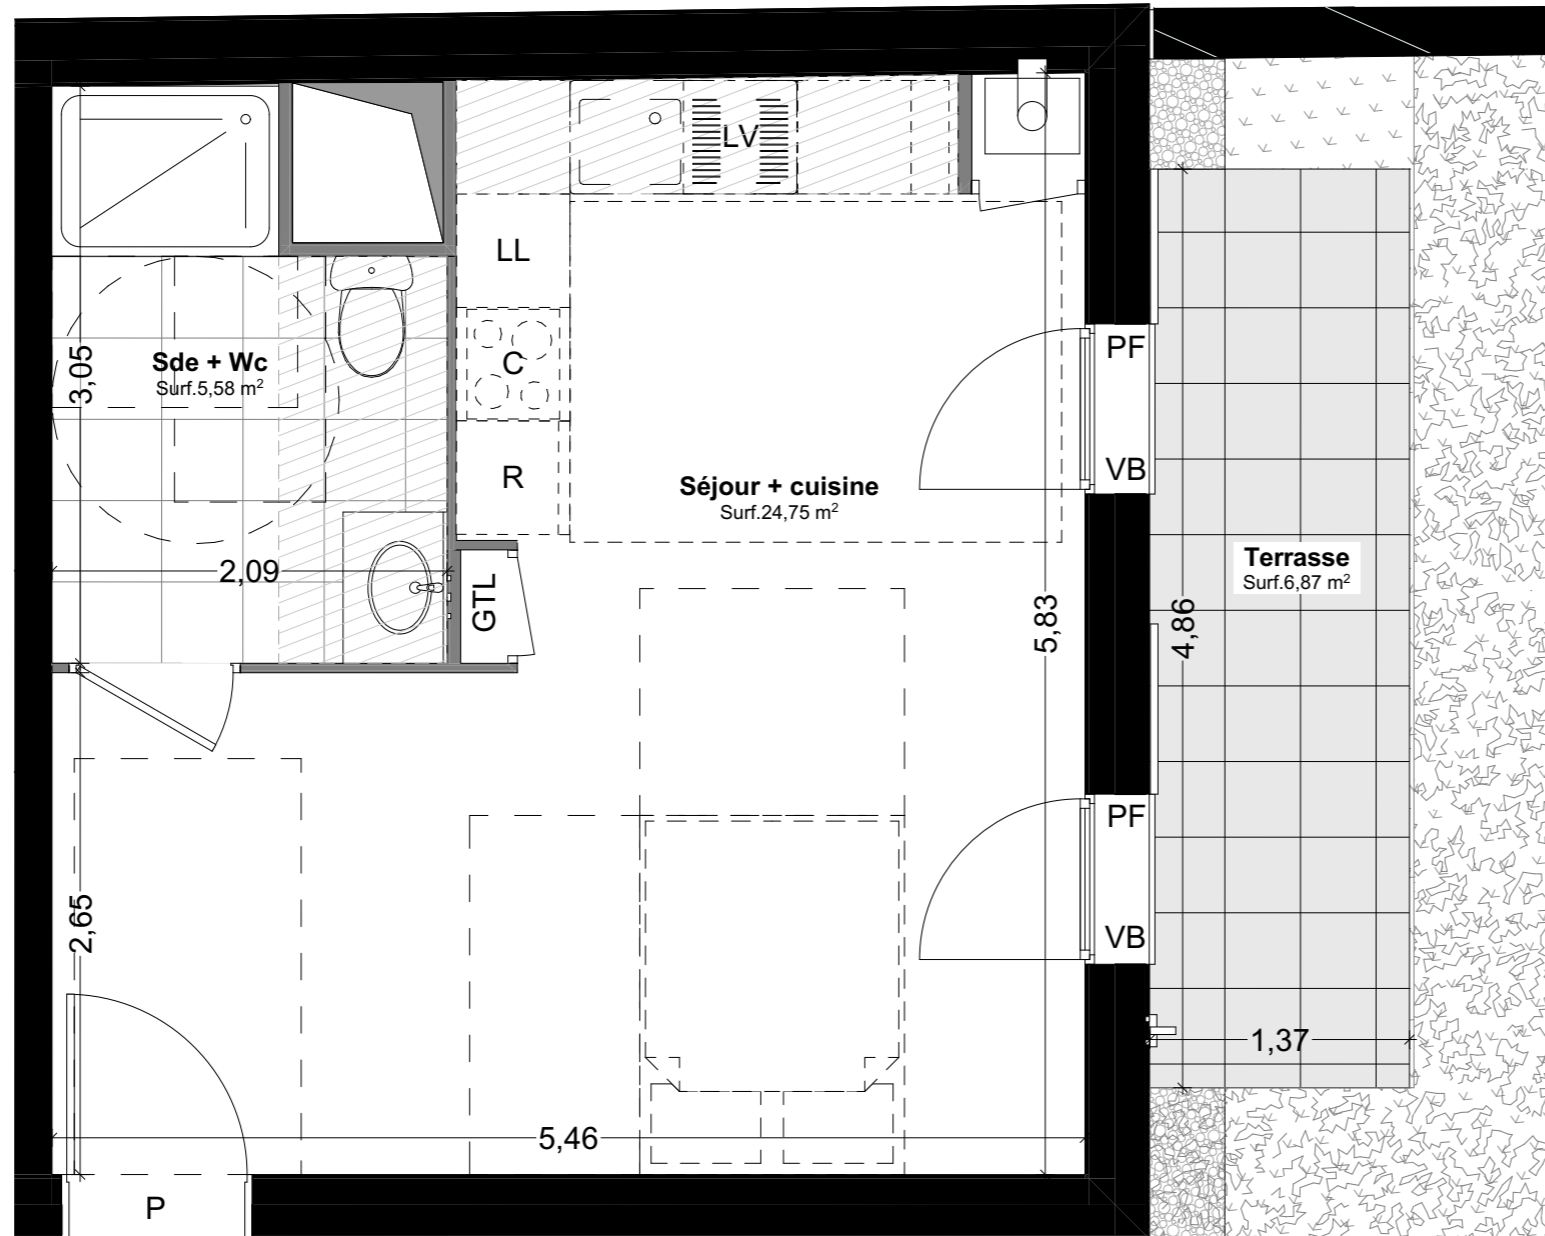 LV
LL
C
R
GTL
Sde + Wc
Surf.5,58 m²
3,05
2,09
Séjour + cuisine
Surf.24,75 m²
PF
VB
5,83
Terrasse
Surf.6,87 m²
4,86
PF
VB
2,65
1,37
5,46
P